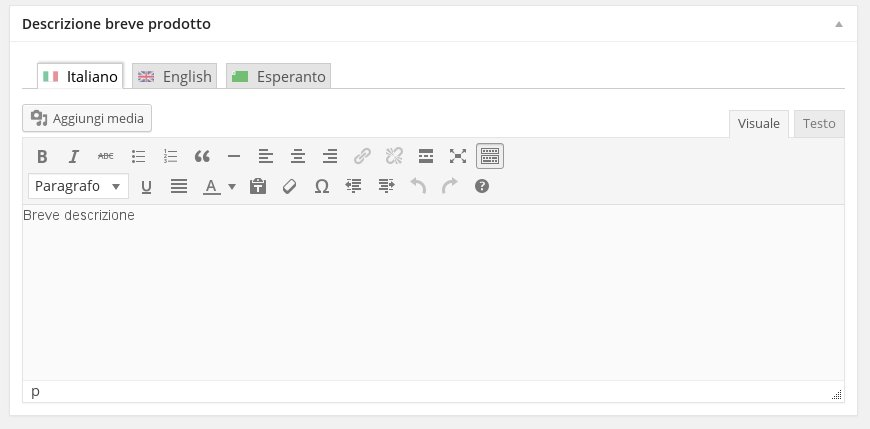 Descrizione breve prodotto
Italiano English Esperanto
Aggiungi media
Visuale Testo
B I ABC U A
Paragrafo
Breve descrizione
p